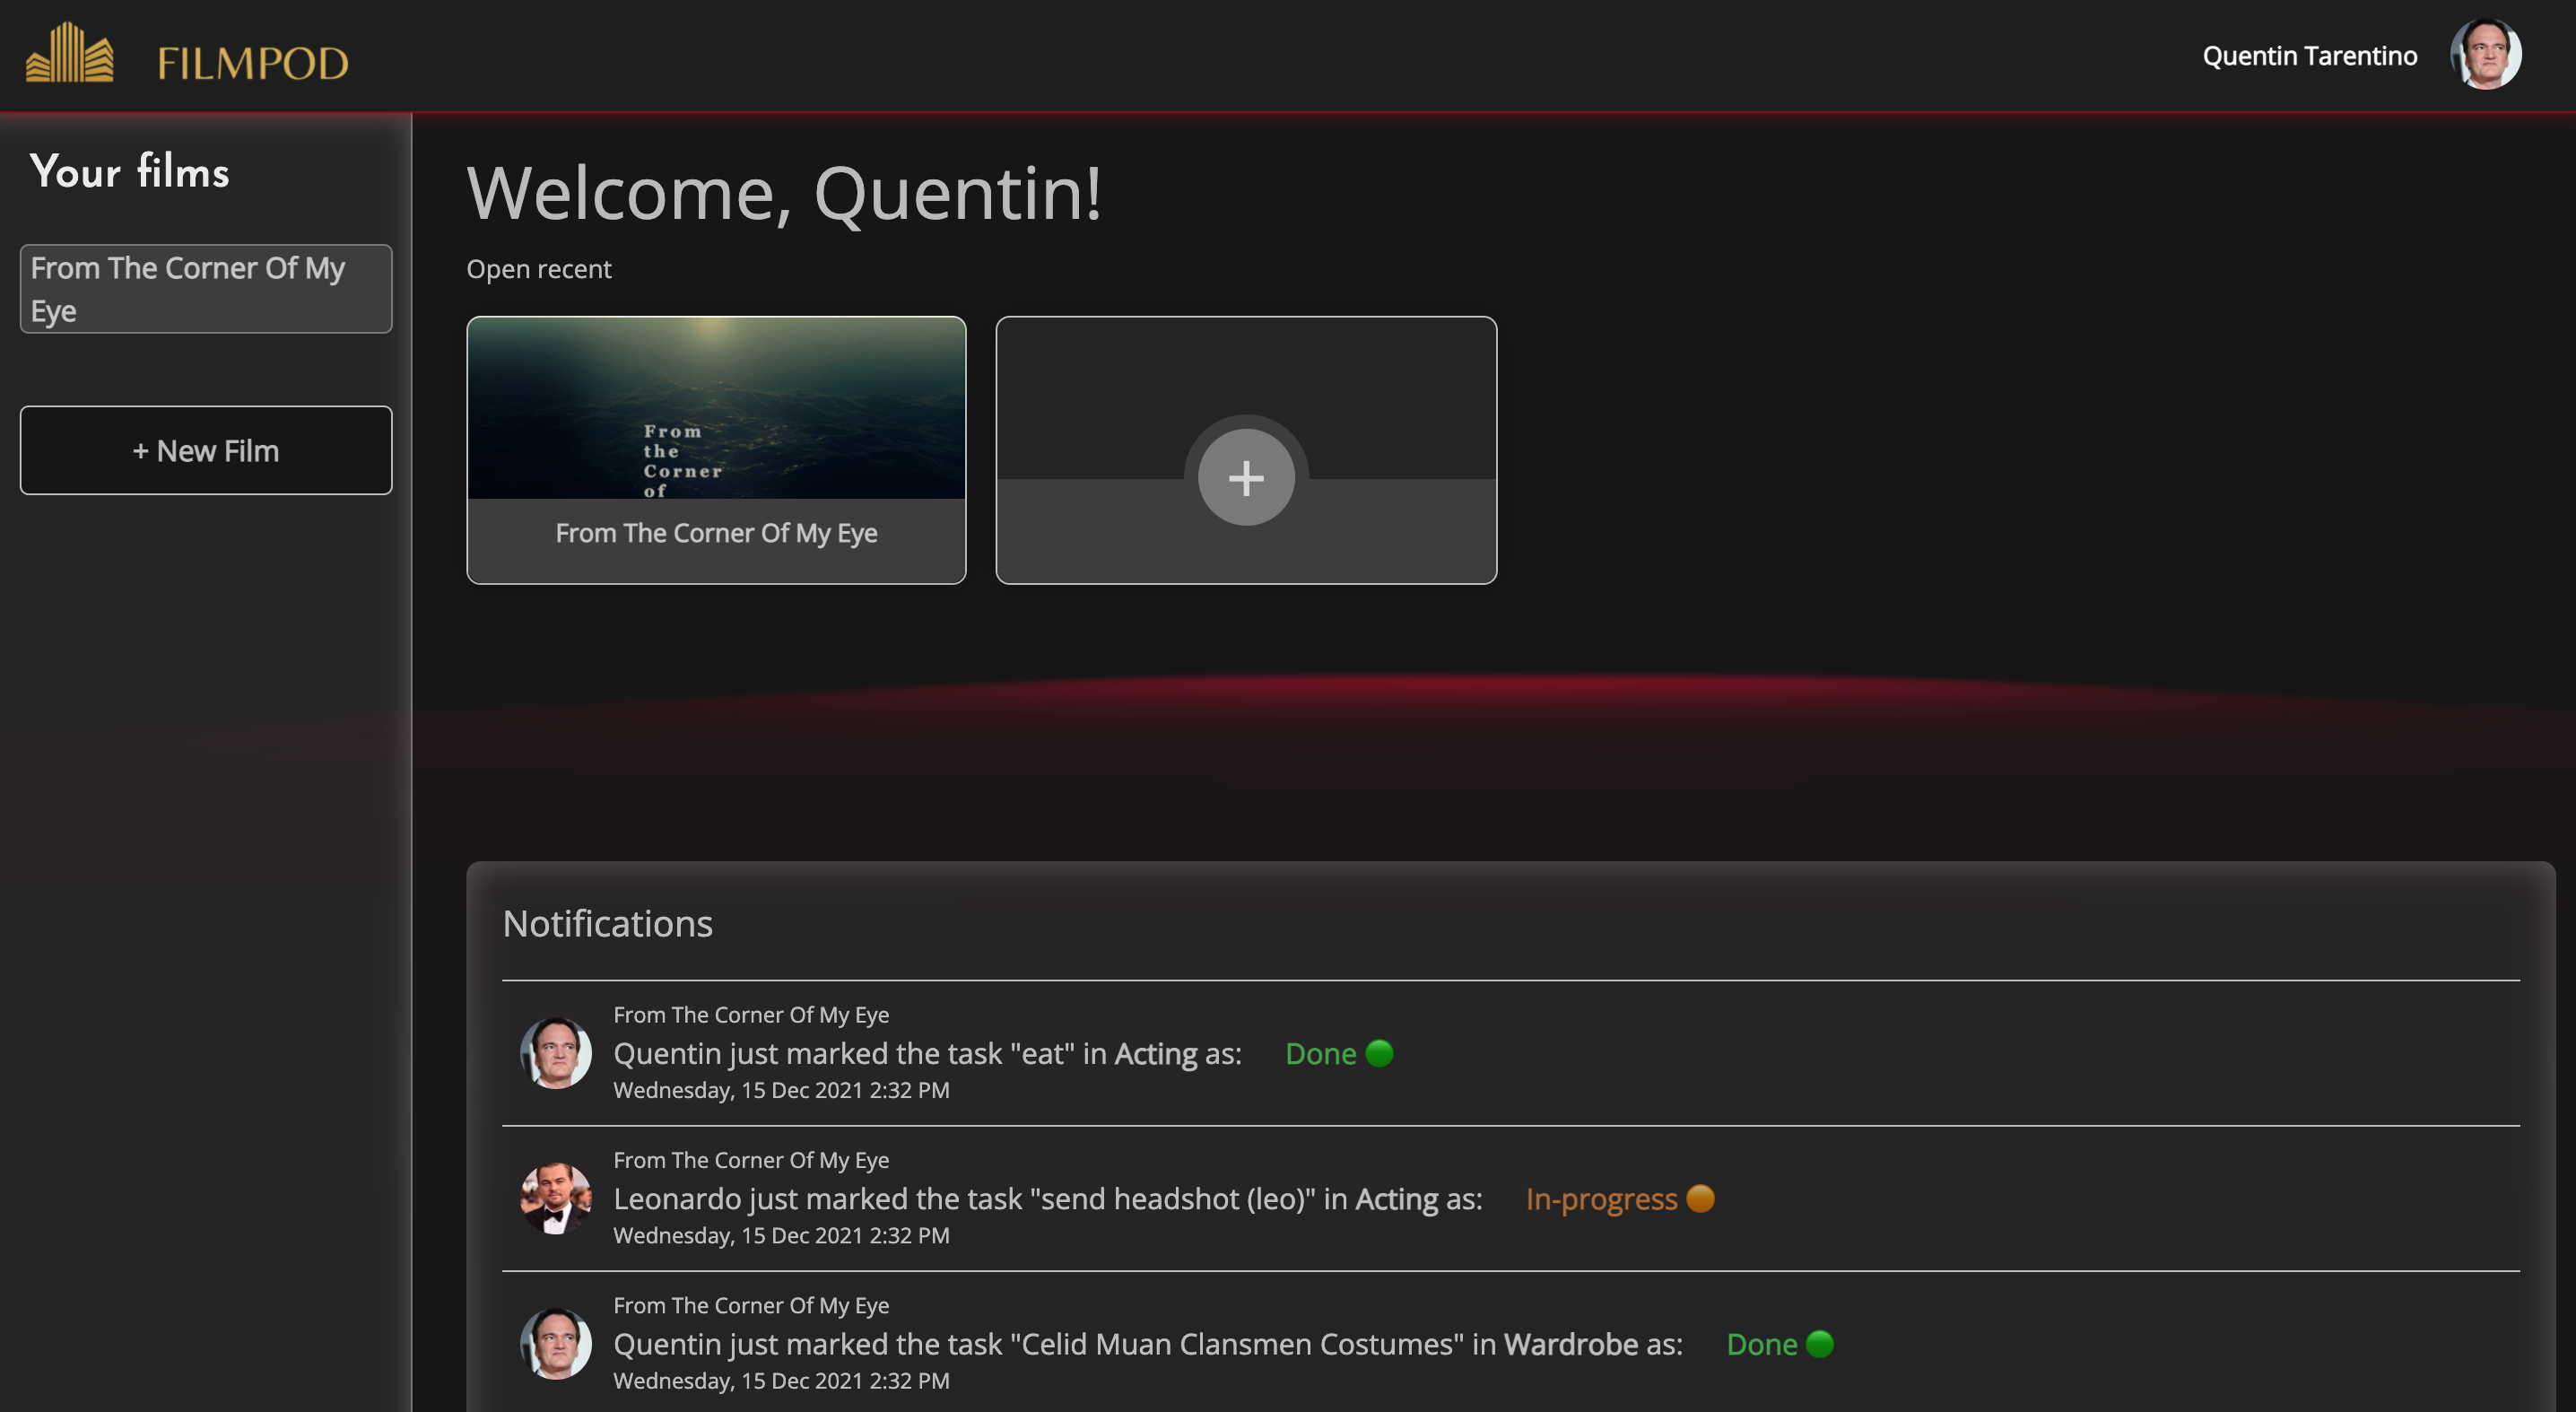 FILMPOD
Quentin Tarentino
Your films
From The Corner Of My
Eye
+ New Film
Welcome, Quentin!
Open recent
From
the
Corner
of
From The Corner Of My Eye
+
Notifications
From The Corner Of My Eye
Quentin just marked the task "eat" in Acting as: Done
Wednesday, 15 Dec 2021 2:32 PM
From The Corner Of My Eye
Leonardo just marked the task "send headshot (leo)" in Acting as: In-progress
Wednesday, 15 Dec 2021 2:32 PM
From The Corner Of My Eye
Quentin just marked the task "Celid Muan Clansmen Costumes" in Wardrobe as: Done
Wednesday, 15 Dec 2021 2:32 PM